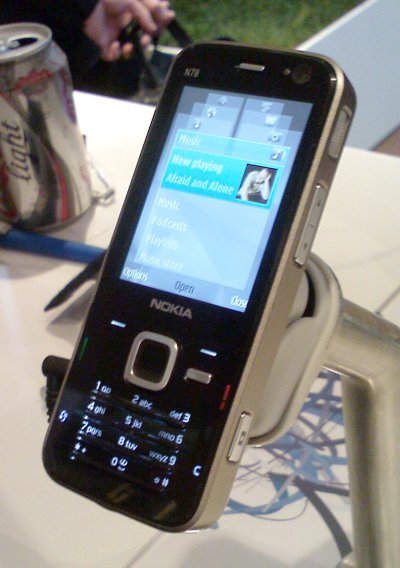 light
N78
Music
Now playing
Afraid and Alone
Music
Podcasts
Playlists
Music store
Options Open Close
NOKIA
1 2 abc def 3
4 ghi 5 jkl mno 6
7 pqrs 8 tuv wxyz 9
* + 0 #
C